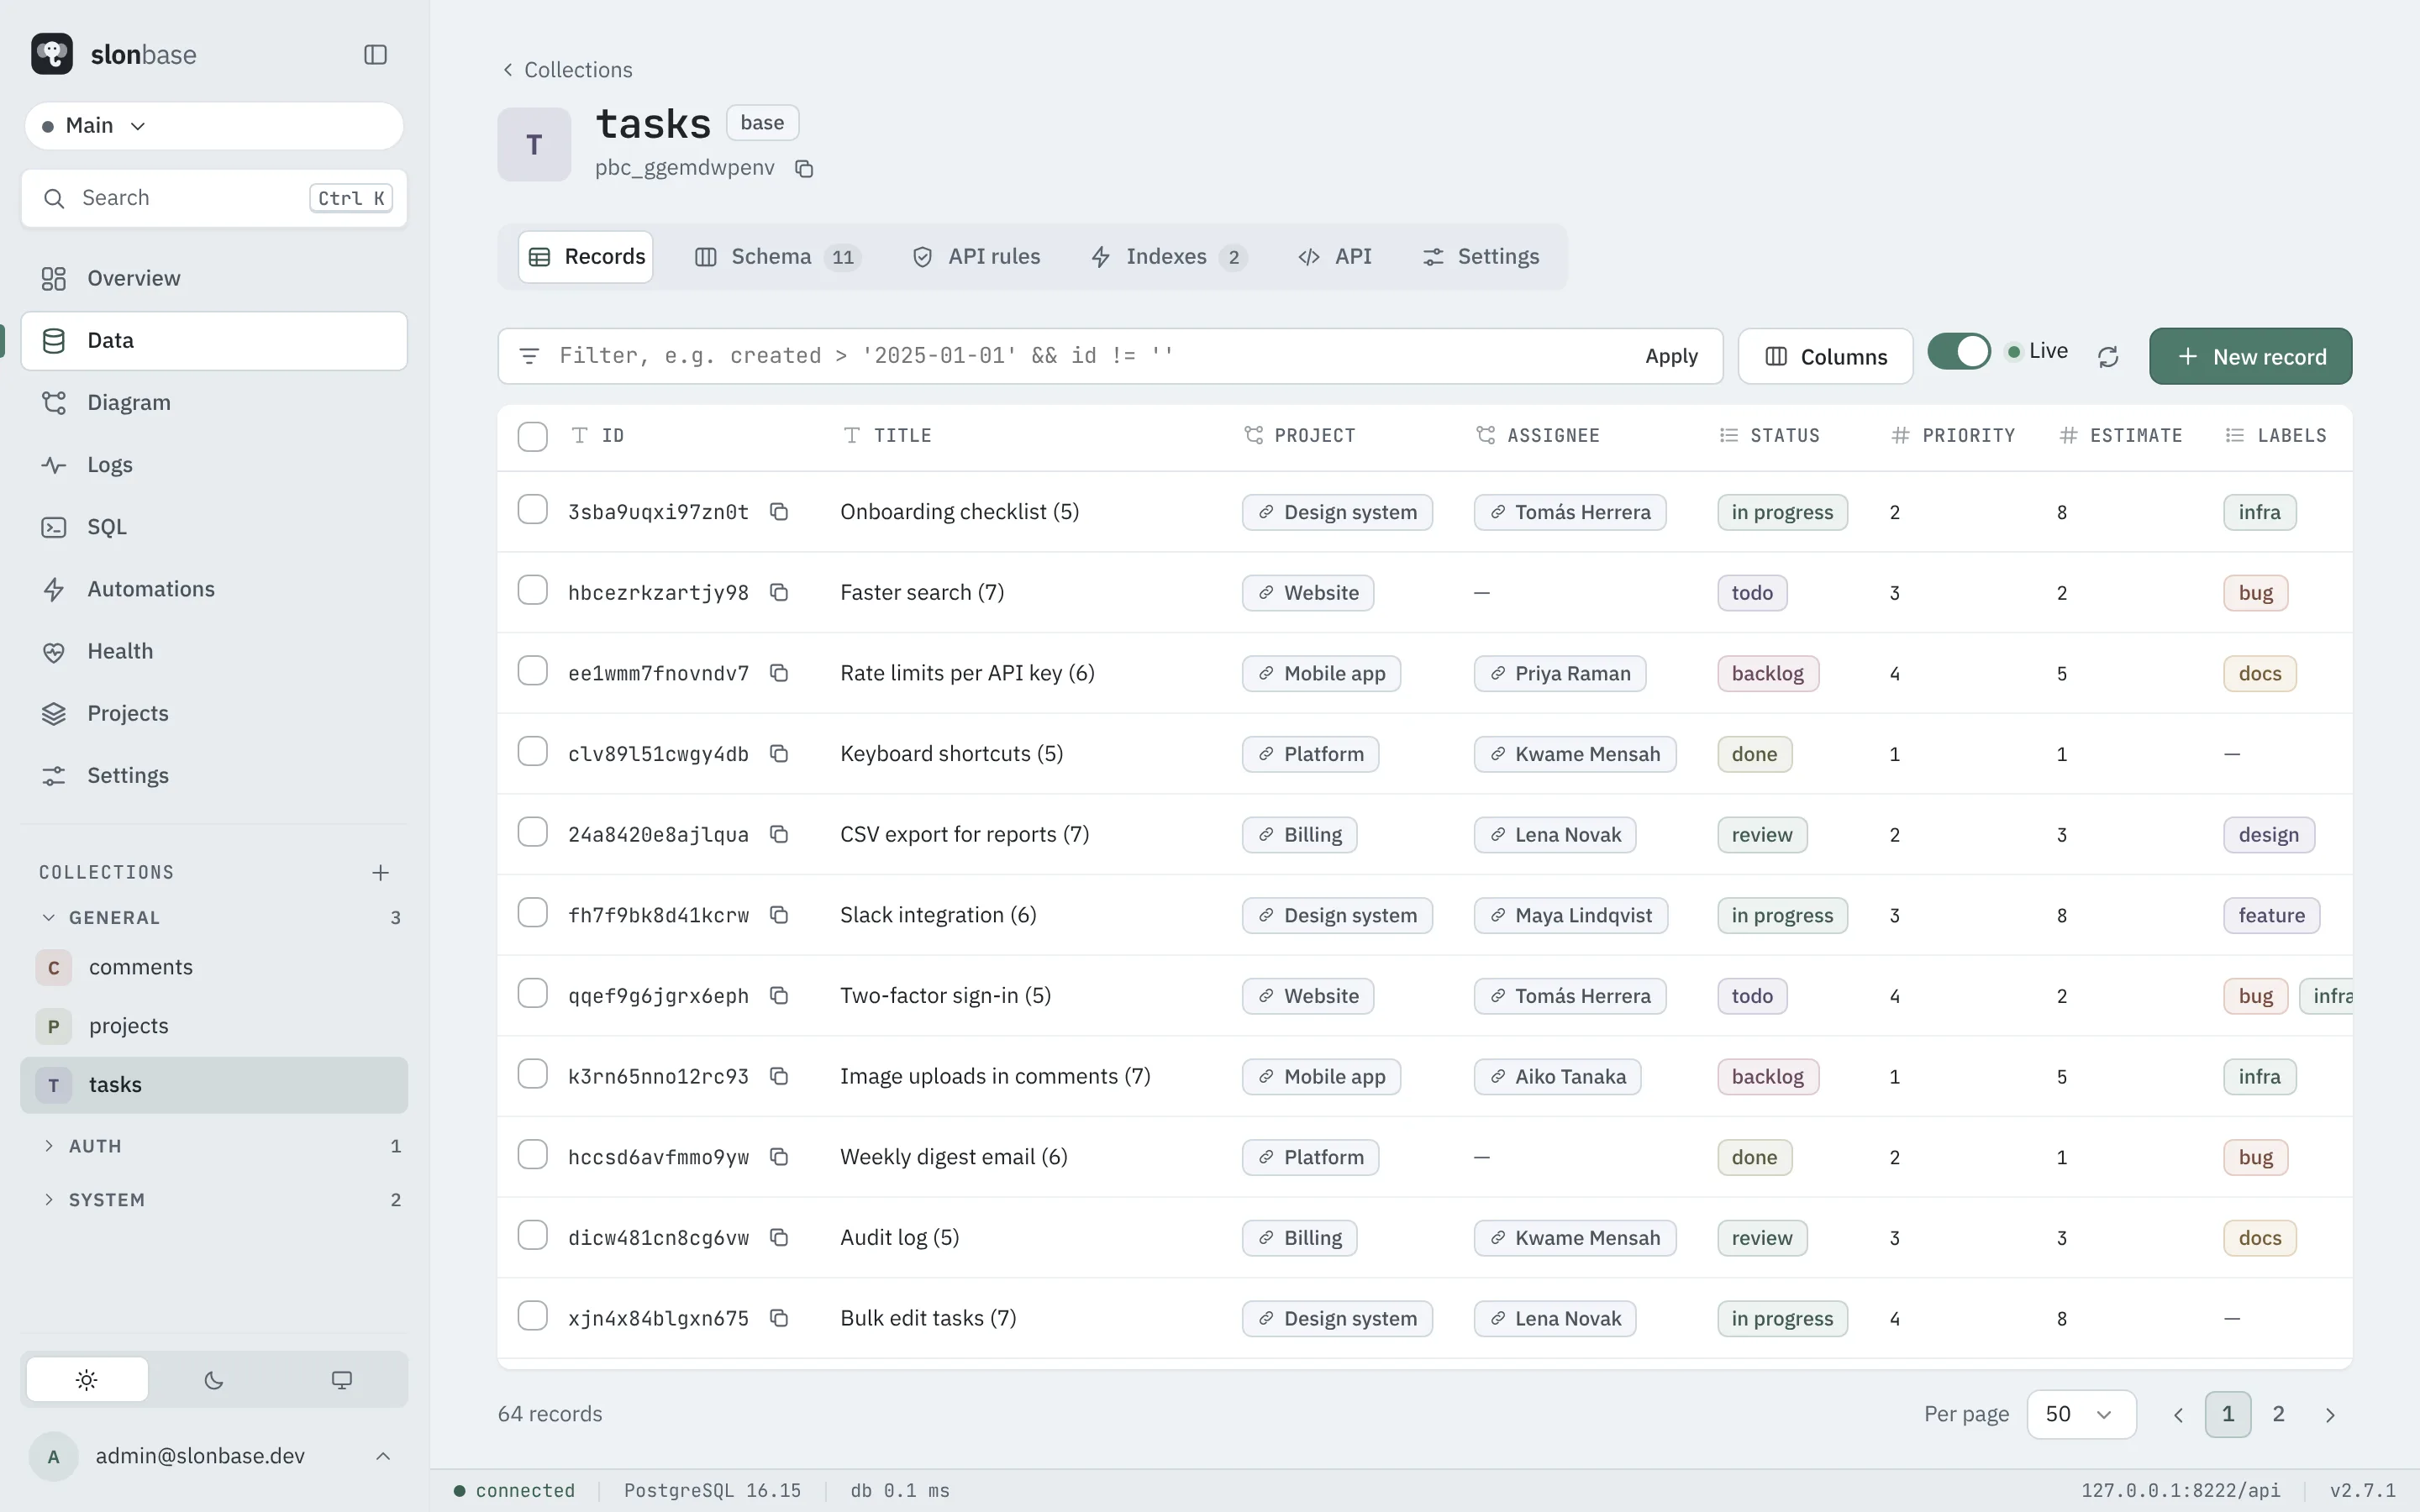 slonbase
Main
Search Ctrl K
Overview
Data
Diagram
Logs
SQL
Automations
Health
Projects
Settings
COLLECTIONS
GENERAL 3
C comments
P projects
T tasks
AUTH 1
SYSTEM 2
A admin@slonbase.dev
Collections
T tasks base
pbc_ggemdwpenv
Records Schema 11 API rules Indexes 2 API Settings
Filter, e.g. created > '2025-01-01' && id != '' Apply Columns Live New record
ID TITLE PROJECT ASSIGNEE STATUS PRIORITY ESTIMATE LABELS
3sba9uqxi97zn0t Onboarding checklist (5) Design system Tomás Herrera in progress 2 8 infra
hbcezrkzartjy98 Faster search (7) Website — todo 3 2 bug
ee1wmm7fnovndv7 Rate limits per API key (6) Mobile app Priya Raman backlog 4 5 docs
clv89l51cwgy4db Keyboard shortcuts (5) Platform Kwame Mensah done 1 1 —
24a8420e8ajlqua CSV export for reports (7) Billing Lena Novak review 2 3 design
fh7f9bk8d41kcrw Slack integration (6) Design system Maya Lindqvist in progress 3 8 feature
qqef9g6jgrx6eph Two-factor sign-in (5) Website Tomás Herrera todo 4 2 bug infra
k3rn65nno12rc93 Image uploads in comments (7) Mobile app Aiko Tanaka backlog 1 5 infra
hccsd6avfmmo9yw Weekly digest email (6) Platform — done 2 1 bug
dicw481cn8cg6vw Audit log (5) Billing Kwame Mensah review 3 3 docs
xjn4x84blgxn675 Bulk edit tasks (7) Design system Lena Novak in progress 4 8 —
64 records Per page 50 1 2
connected PostgreSQL 16.15 db 0.1 ms 127.0.0.1:8222/api v2.7.1